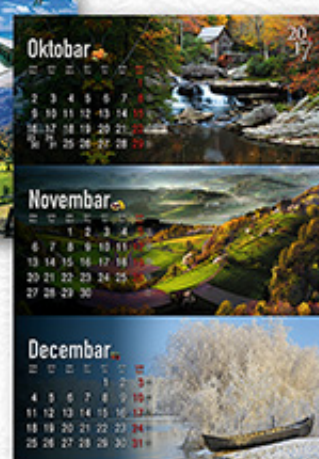 2017
Oktobar
2 3 4 5 6 7 8
9 10 11 12 13 14 15
16 17 18 19 20 21 22
23 24 25 26 27 28 29
30 31
Novembar
1 2 3 4 5
6 7 8 9 10 11 12
13 14 15 16 17 18 19
20 21 22 23 24 25 26
27 28 29 30
Decembar
1 2 3
4 5 6 7 8 9 10
11 12 13 14 15 16 17
18 19 20 21 22 23 24
25 26 27 28 29 30 31